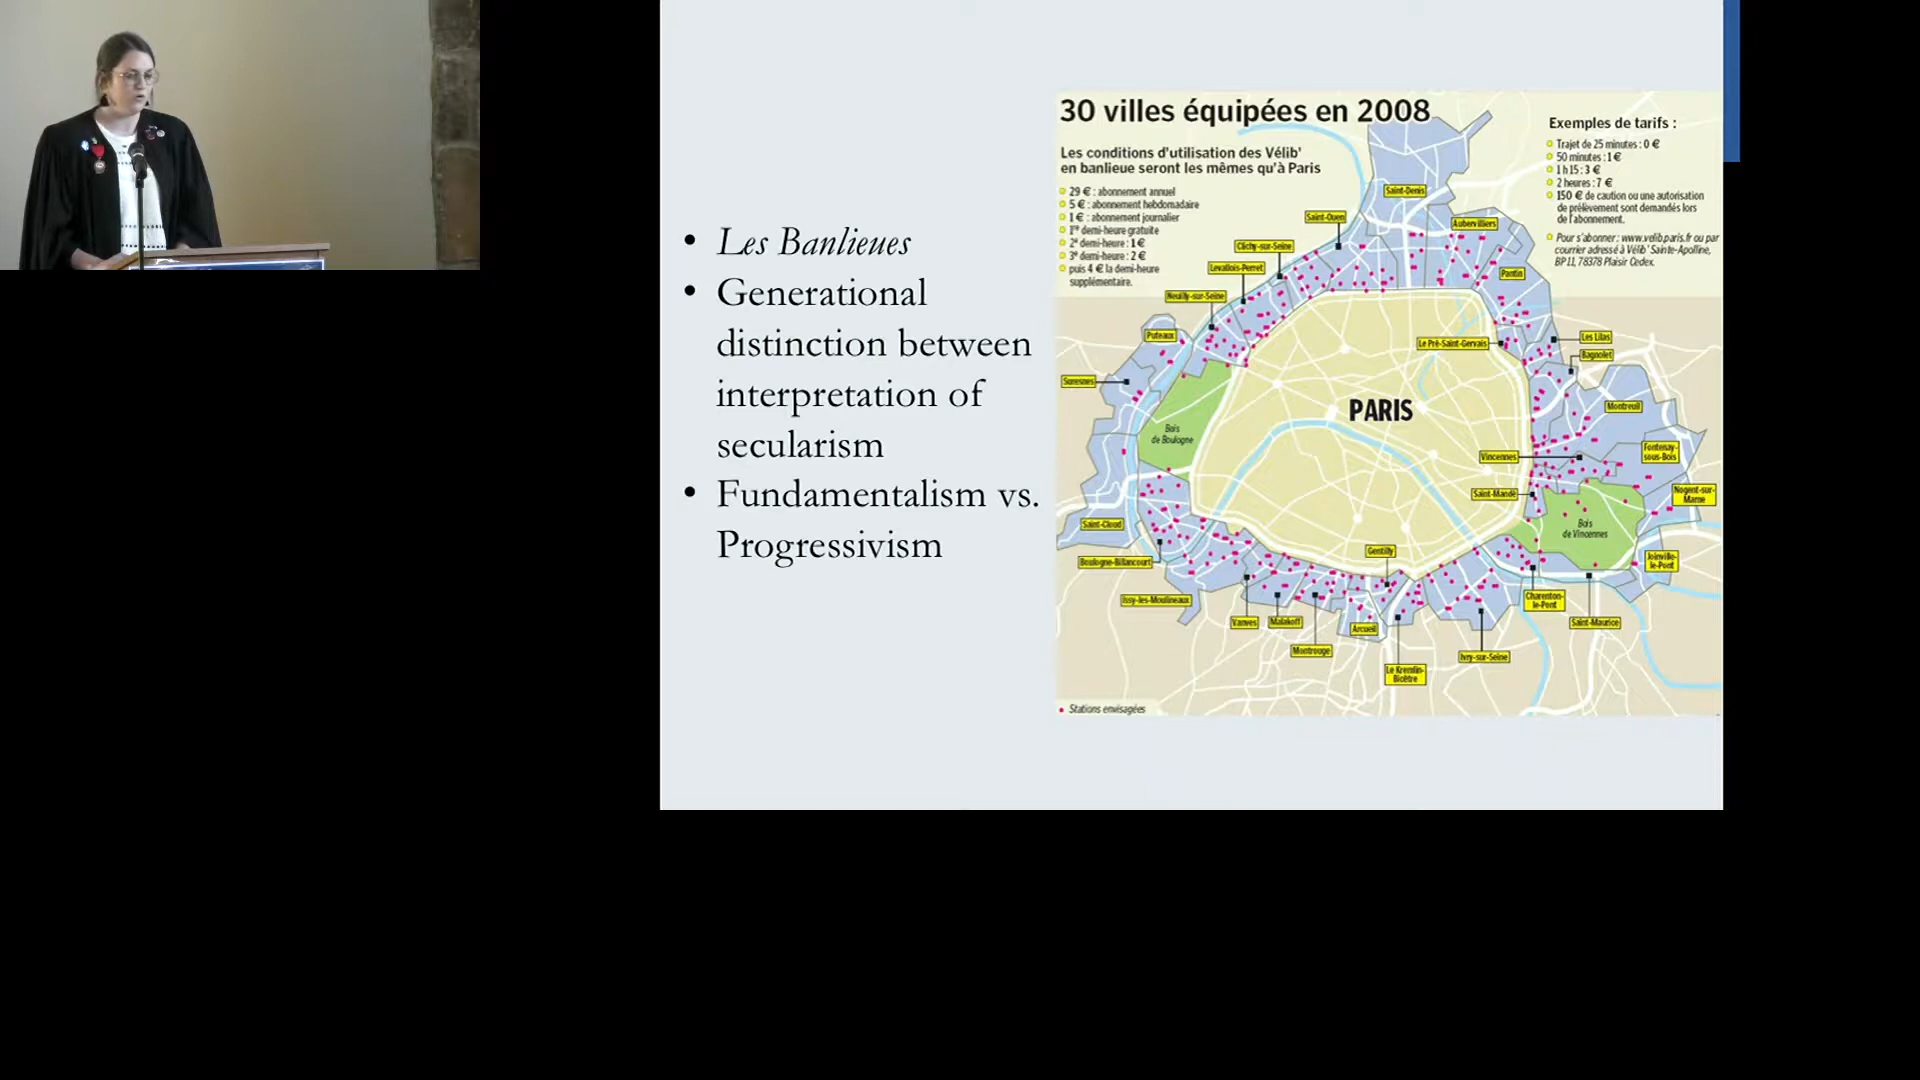 • Les Banlieues
• Generational
distinction between
interpretation of
secularism
• Fundamentalism vs.
Progressivism
30 villes équipées en 2008
Les conditions d'utilisation des Vélib'
en banlieue seront les mêmes qu'à Paris
29 € : abonnement annuel
5 € : abonnement hebdomadaire
1 € : abonnement journalier
1re demi-heure gratuite
2e demi-heure : 1 €
3e demi-heure : 2 €
puis 4 € la demi-heure
supplémentaire.
Exemples de tarifs :
Trajet de 25 minutes : 0 €
50 minutes : 1 €
1 h 15 : 3 €
2 heures : 7 €
150 € de caution ou une autorisation
de prélèvement sont demandés lors
de l'abonnement.
Pour s'abonner : www.velib.paris.fr ou par
courrier adressé à Vélib' Sainte-Apolline,
BP 11, 78378 Plaisir Cedex.
Saint-Denis
Saint-Ouen
Aubervilliers
Clichy-sur-Seine
Levallois-Perret
Pantin
Neuilly-sur-Seine
Puteaux
Le Pré-Saint-Gervais
Les Lilas
Bagnolet
Suresnes
PARIS
Montreuil
Bois
de Boulogne
Vincennes
Fontenay-
sous-Bois
Saint-Mandé
Nogent-sur-
Marne
Saint-Cloud
Bois
de Vincennes
Gentilly
Boulogne-Billancourt
Joinville-
le-Pont
Issy-les-Moulineaux
Charenton-
le-Pont
Vanves
Malakoff
Arcueil
Saint-Maurice
Montrouge
Ivry-sur-Seine
Le Kremlin-
Bicêtre
Stations envisagées